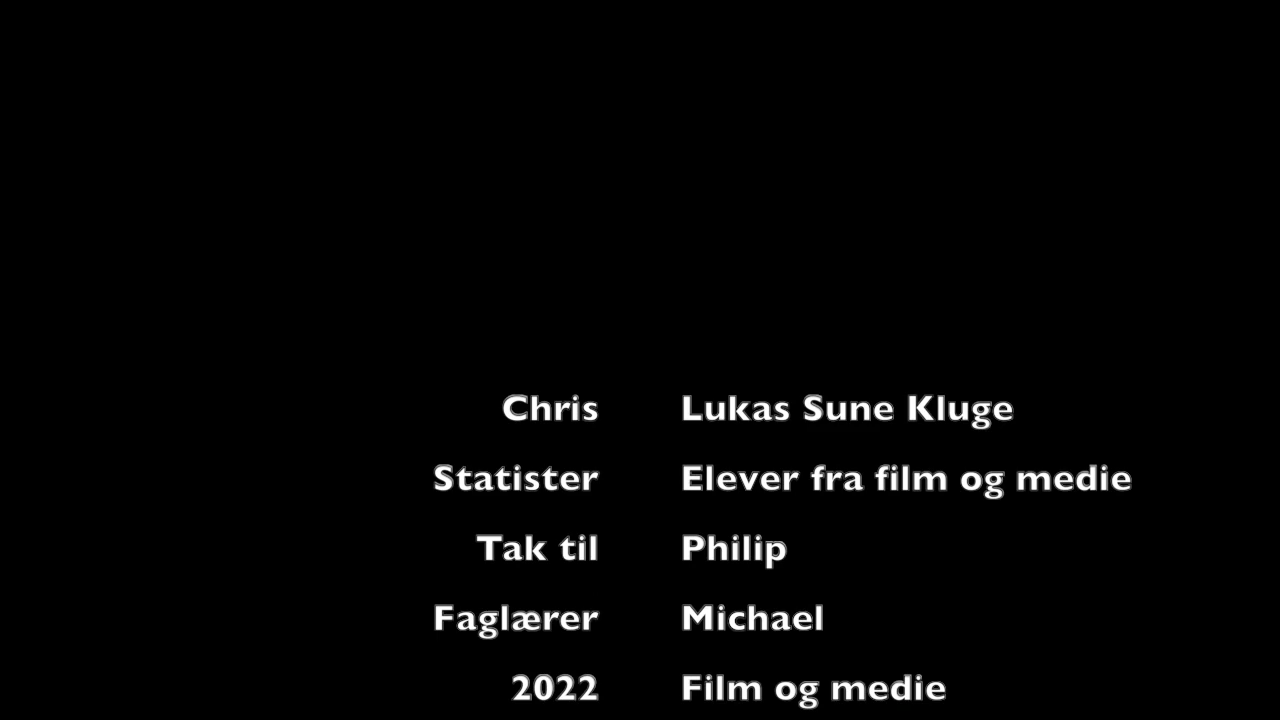 Chris Lukas Sune Kluge
Statister Elever fra film og medie
Tak til Philip
Faglærer Michael
2022 Film og medie